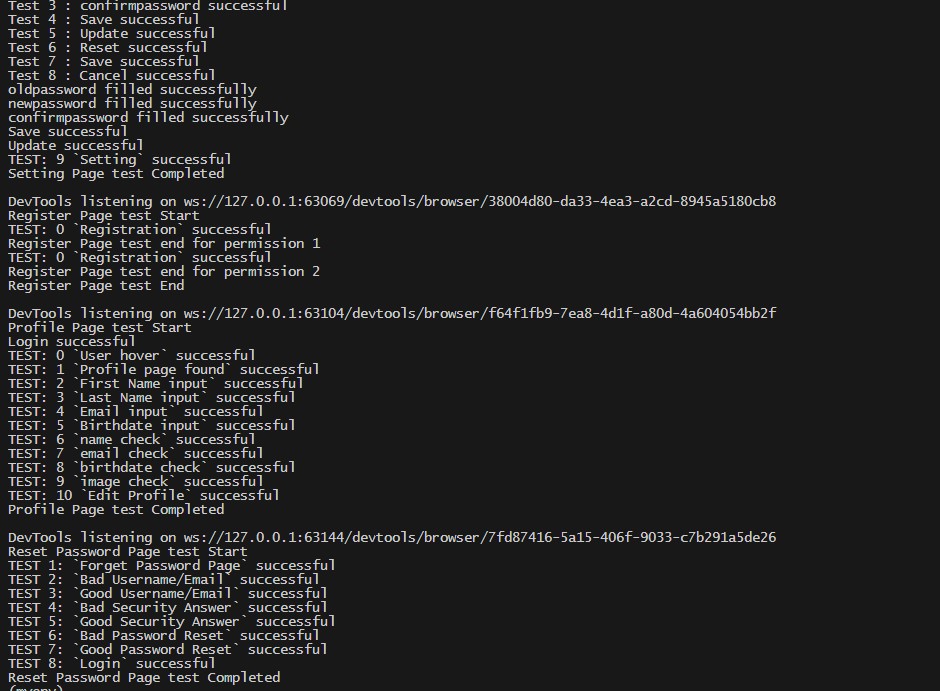 Test 3 : confirmpassword successful
Test 4 : Save successful
Test 5 : Update successful
Test 6 : Reset successful
Test 7 : Save successful
Test 8 : Cancel successful
oldpassword filled successfully
newpassword filled successfully
confirmpassword filled successfully
Save successful
Update successful
TEST: 9 `Setting` successful
Setting Page test Completed
DevTools listening on ws://127.0.0.1:63069/devtools/browser/38004d80-da33-4ea3-a2cd-8945a5180cb8
Register Page test Start
TEST: 0 `Registration` successful
Register Page test end for permission 1
TEST: 0 `Registration` successful
Register Page test end for permission 2
Register Page test End
DevTools listening on ws://127.0.0.1:63104/devtools/browser/f64f1fb9-7ea8-4d1f-a80d-4a604054bb2f
Profile Page test Start
Login successful
TEST: 0 `User hover` successful
TEST: 1 `Profile page found` successful
TEST: 2 `First Name input` successful
TEST: 3 `Last Name input` successful
TEST: 4 `Email input` successful
TEST: 5 `Birthdate input` successful
TEST: 6 `name check` successful
TEST: 7 `email check` successful
TEST: 8 `birthdate check` successful
TEST: 9 `image check` successful
TEST: 10 `Edit Profile` successful
Profile Page test Completed
DevTools listening on ws://127.0.0.1:63144/devtools/browser/7fd87416-5a15-406f-9033-c7b291a5de26
Reset Password Page test Start
TEST 1: `Forget Password Page` successful
TEST 2: `Bad Username/Email` successful
TEST 3: `Good Username/Email` successful
TEST 4: `Bad Security Answer` successful
TEST 5: `Good Security Answer` successful
TEST 6: `Bad Password Reset` successful
TEST 7: `Good Password Reset` successful
TEST 8: `Login` successful
Reset Password Page test Completed